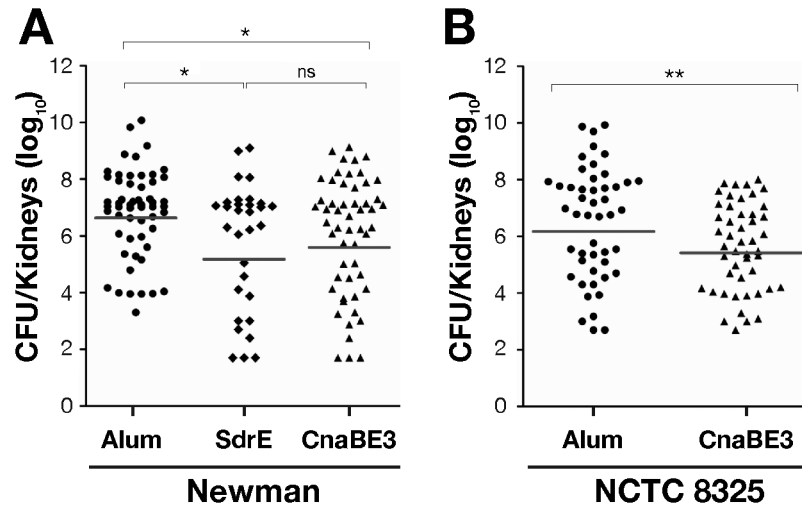 A
*
* ns
CFU/Kidneys (log10)
12
10
8
6
4
2
0
Alum SdrE CnaBE3
Newman
B
**
CFU/Kidneys (log10)
12
10
8
6
4
2
0
Alum CnaBE3
NCTC 8325